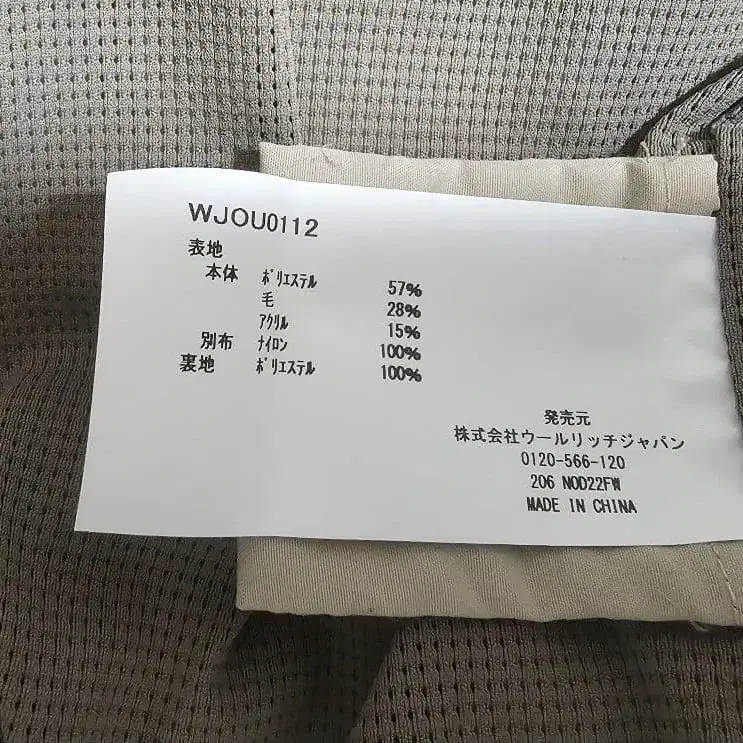 WJOU0112
表地
本体 ﾎﾟﾘｴｽﾃﾙ 57%
毛 28%
ｱｸﾘﾙ 15%
別布 ﾅｲﾛﾝ 100%
裏地 ﾎﾟﾘｴｽﾃﾙ 100%
発売元
株式会社ウールリッチジャパン
0120-566-120
206 NOD22FW
MADE IN CHINA